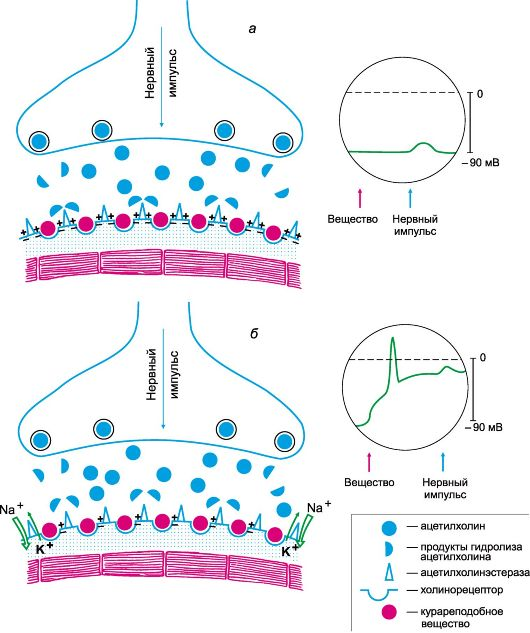 а
Нервный
импульс
0
–90 мВ
Вещество
Нервный
импульс
б
Нервный
импульс
0
–90 мВ
Вещество
Нервный
импульс
Na+
K+
K+
Na+
— ацетилхолин
— продукты гидролиза
ацетилхолина
— ацетилхолинэстераза
— холинорецептор
— курареподобное
вещество